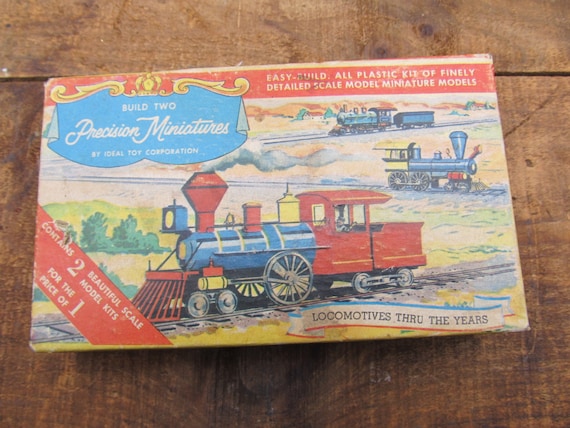 BUILD TWO
Precision Miniatures
BY IDEAL TOY CORPORATION
EASY-BUILD. ALL PLASTIC KIT OF FINELY
DETAILED SCALE MODEL MINIATURE MODELS
CONTAINS 2 BEAUTIFUL SCALE
MODEL KITS
FOR THE
PRICE OF 1
LOCOMOTIVES THRU THE YEARS